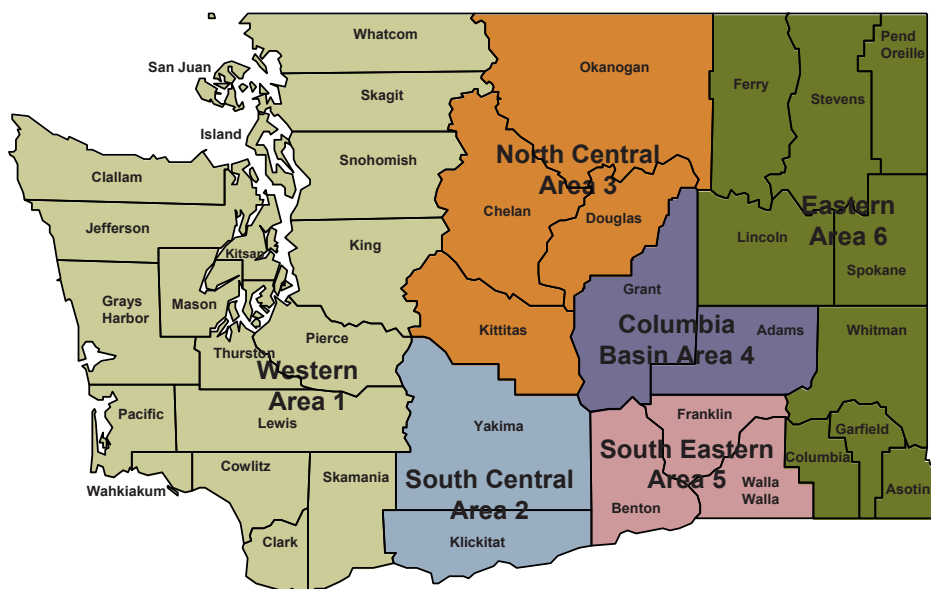 Whatcom
San Juan
Skagit
Island
Snohomish
Clallam
Jefferson
King
Kitsap
Grays
Harbor
Mason
Pierce
Thurston
Western
Area 1
Pacific
Lewis
Wahkiakum
Cowlitz
Skamania
Clark
Okanogan
North Central
Area 3
Chelan
Douglas
Kittitas
Yakima
South Central
Area 2
Klickitat
Grant
Columbia
Basin Area 4
Adams
Franklin
South Eastern
Area 5
Benton
Walla
Walla
Ferry
Stevens
Pend
Oreille
Eastern
Area 6
Lincoln
Spokane
Whitman
Garfield
Columbia
Asotin